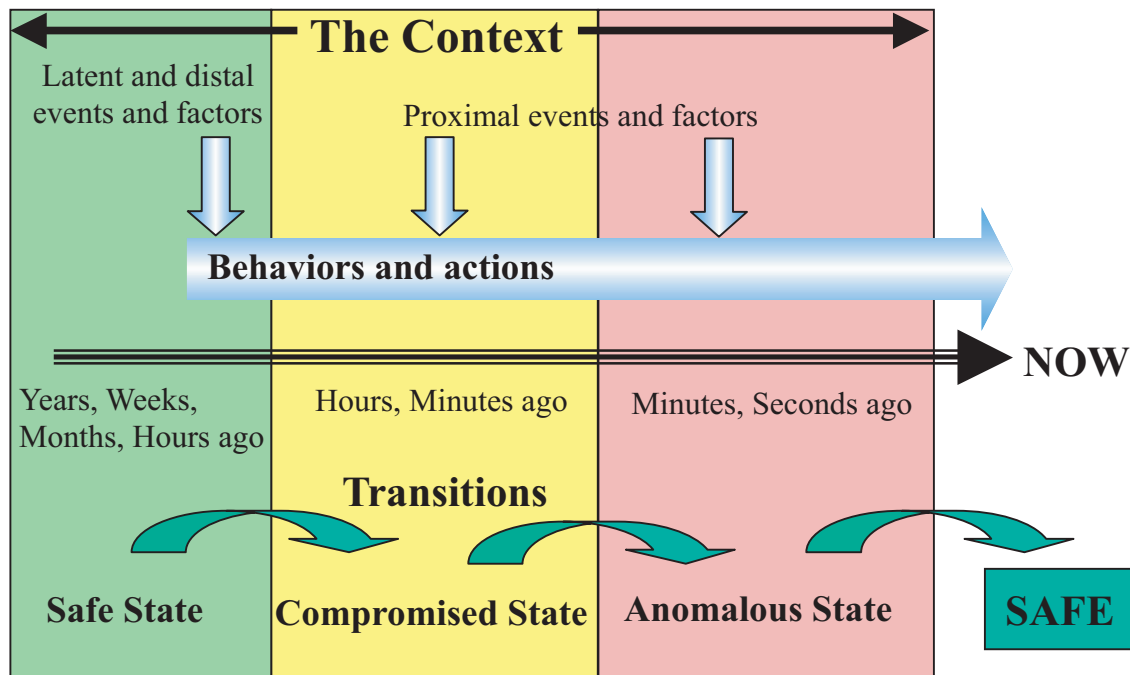 The Context
Latent and distal
events and factors
Proximal events and factors
Behaviors and actions
NOW
Years, Weeks,
Months, Hours ago
Hours, Minutes ago
Minutes, Seconds ago
Transitions
Safe State
Compromised State
Anomalous State
SAFE